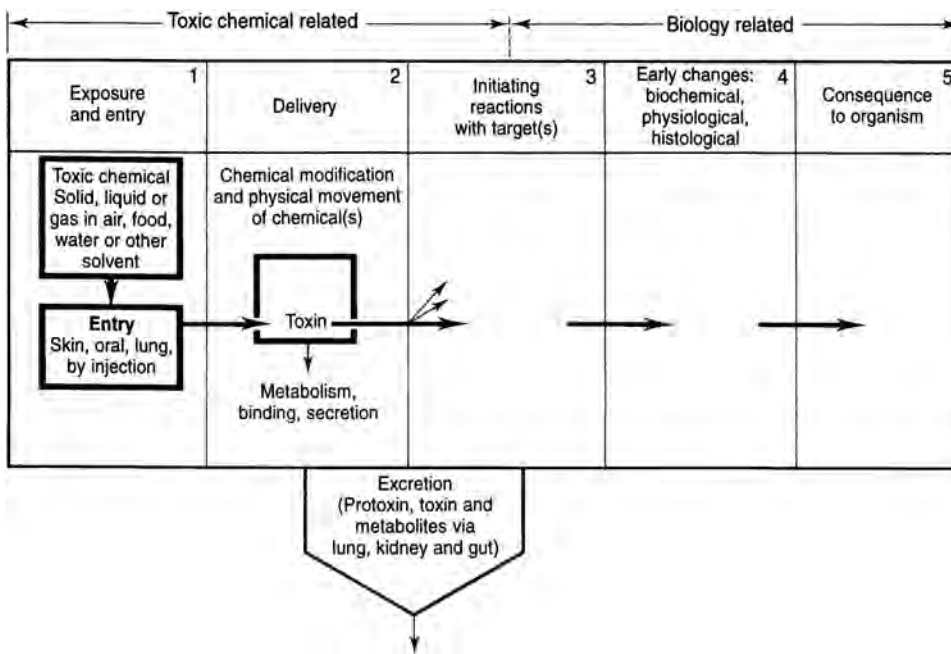 Toxic chemical related
Biology related
1
Exposure
and entry
2
Delivery
3
Initiating
reactions
with target(s)
4
Early changes:
biochemical,
physiological,
histological
5
Consequence
to organism
Toxic chemical
Solid, liquid or
gas in air, food,
water or other
solvent
Entry
Skin, oral, lung,
by injection
Chemical modification
and physical movement
of chemical(s)
Toxin
Metabolism,
binding, secretion
Excretion
(Protoxin, toxin and
metabolites via
lung, kidney and gut)